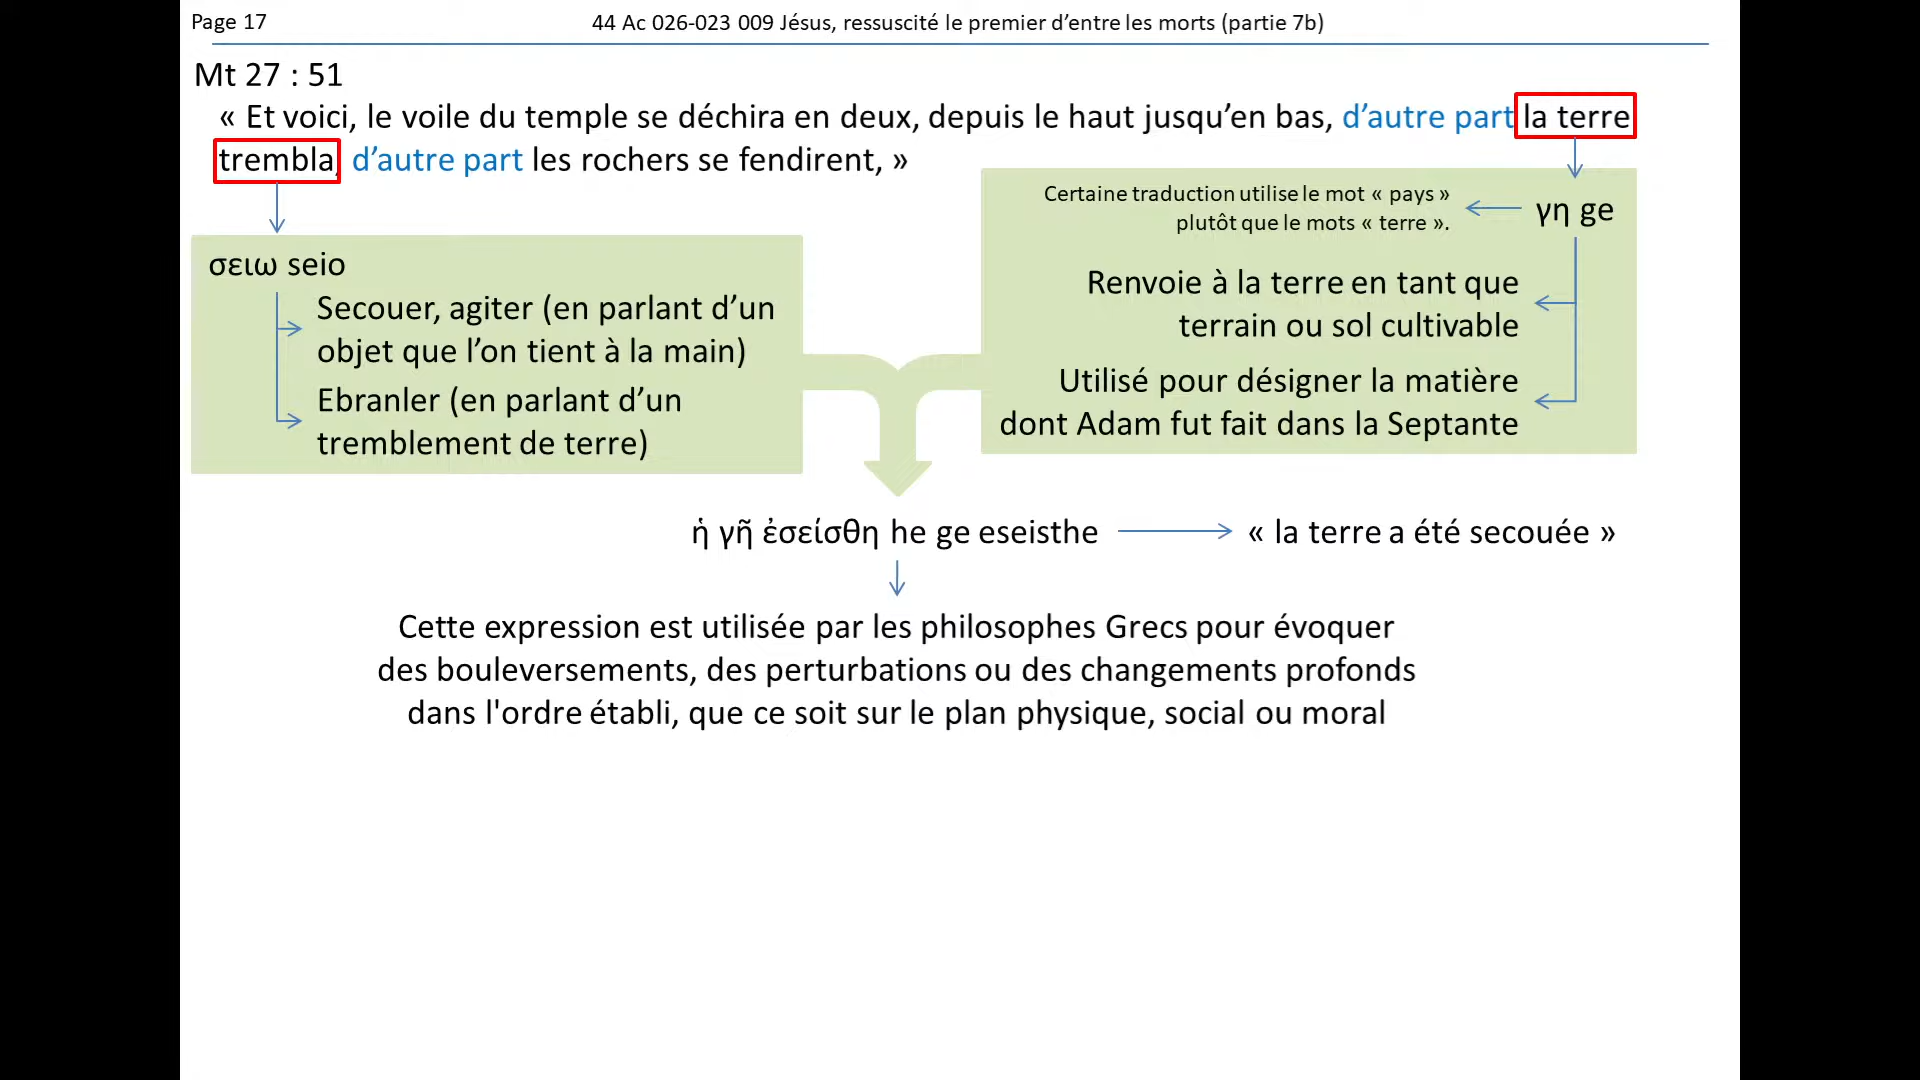 Page 17
44 Ac 026-023 009 Jésus, ressuscité le premier d’entre les morts (partie 7b)
Mt 27 : 51
« Et voici, le voile du temple se déchira en deux, depuis le haut jusqu’en bas, d’autre part la terre
trembla, d’autre part les rochers se fendirent, »
Certaine traduction utilise le mot « pays »
plutôt que le mots « terre ».
γη ge
Renvoie à la terre en tant que
terrain ou sol cultivable
Utilisé pour désigner la matière
dont Adam fut fait dans la Septante
σειω seio
Secouer, agiter (en parlant d’un
objet que l’on tient à la main)
Ebranler (en parlant d’un
tremblement de terre)
ἡ γῆ ἐσείσθη he ge eseisthe
« la terre a été secouée »
Cette expression est utilisée par les philosophes Grecs pour évoquer
des bouleversements, des perturbations ou des changements profonds
dans l'ordre établi, que ce soit sur le plan physique, social ou moral